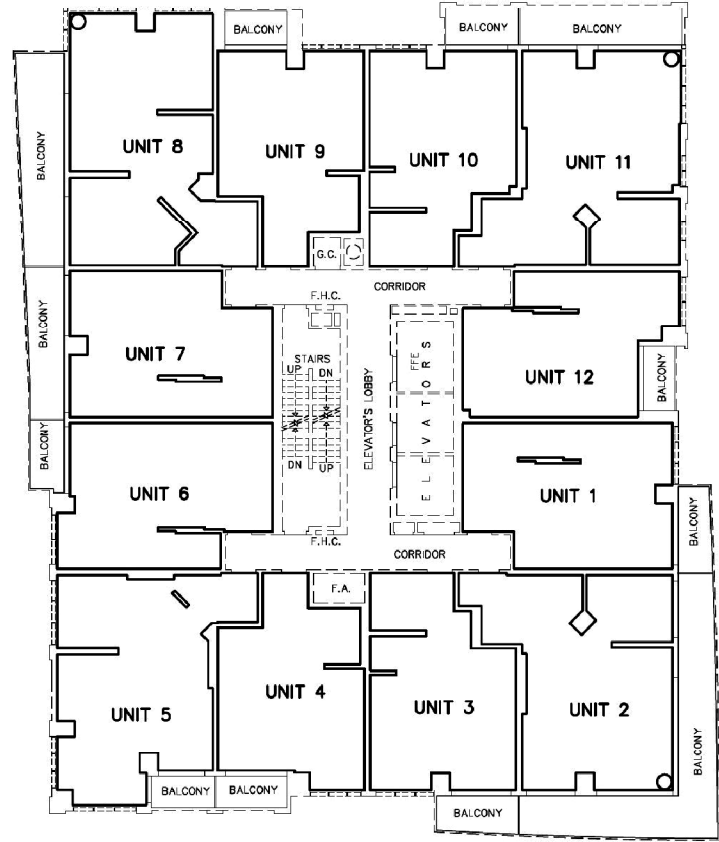 BALCONY
BALCONY
BALCONY
BALCONY
UNIT 8
UNIT 9
UNIT 10
UNIT 11
G.C.
CORRIDOR
F.H.C.
BALCONY
UNIT 7
STAIRS
UP
DN
FFE
ELEVATOR'S LOBBY
ELEVATORS
UNIT 12
BALCONY
BALCONY
UNIT 6
DN
UP
UNIT 1
BALCONY
F.H.C.
CORRIDOR
F.A.
UNIT 5
UNIT 4
UNIT 3
UNIT 2
BALCONY
BALCONY
BALCONY
BALCONY